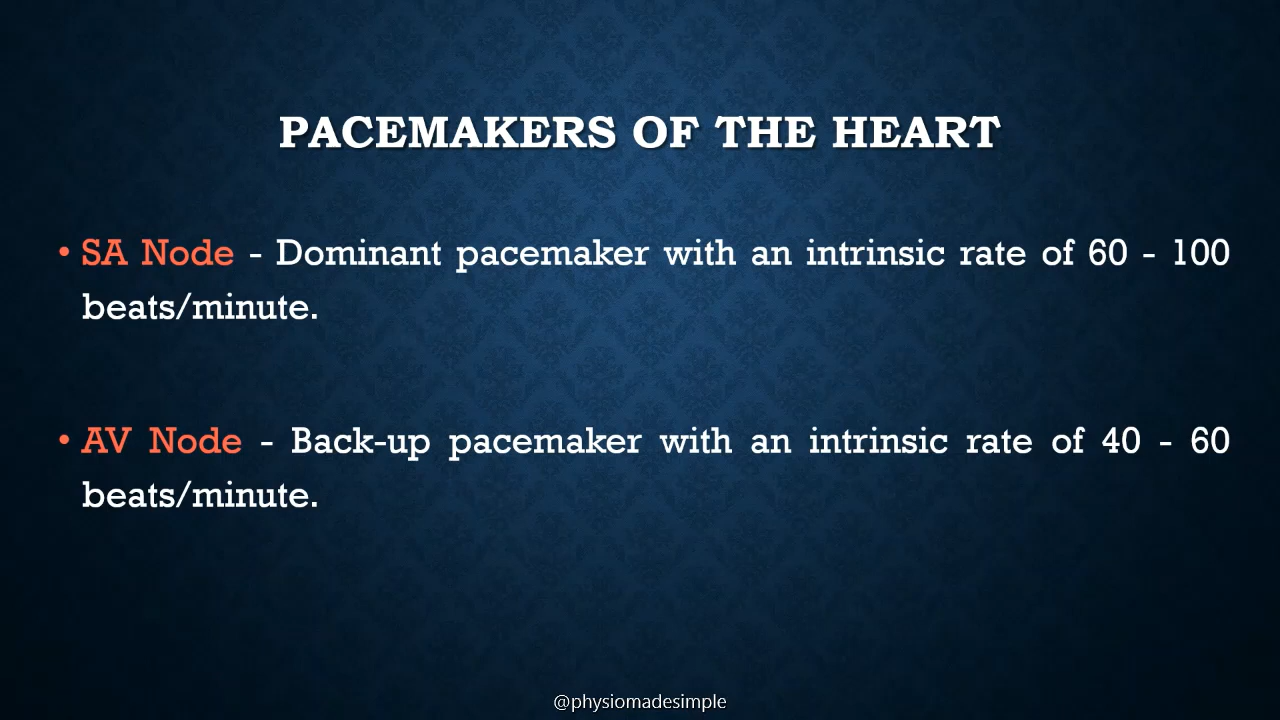 PACEMAKERS OF THE HEART
• SA Node - Dominant pacemaker with an intrinsic rate of 60 - 100
beats/minute.
• AV Node - Back-up pacemaker with an intrinsic rate of 40 - 60
beats/minute.
@physiomadesimple